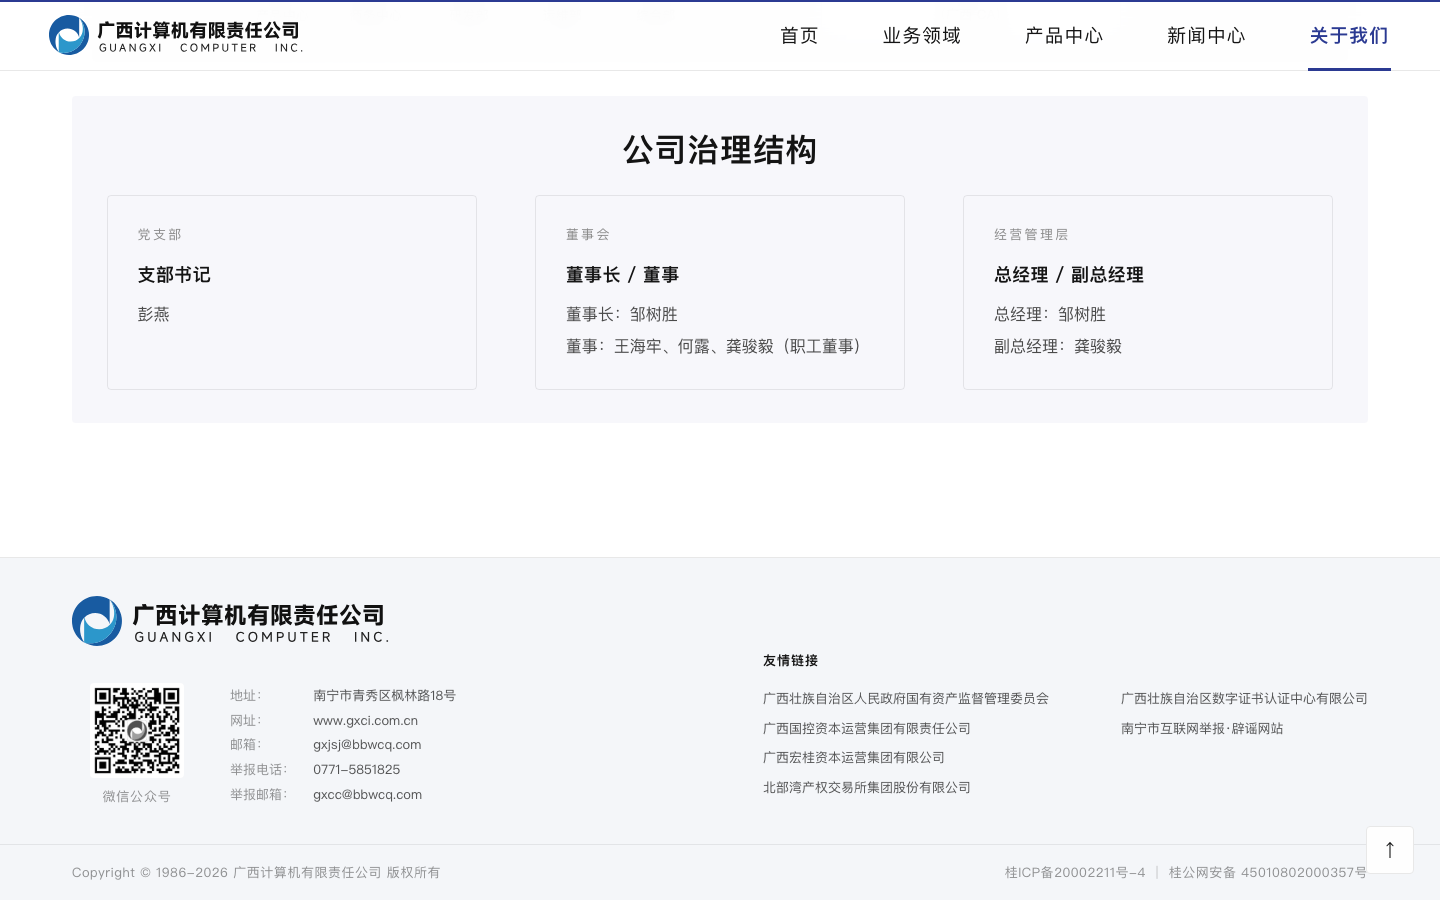 广西计算机有限责任公司
GUANGXI COMPUTER INC.
首页 业务领域 产品中心 新闻中心 关于我们
公司治理结构
党支部
支部书记
彭燕
董事会
董事长 / 董事
董事长：邹树胜
董事：王海牢、何露、龚骏毅（职工董事）
经营管理层
总经理 / 副总经理
总经理：邹树胜
副总经理：龚骏毅
广西计算机有限责任公司
GUANGXI COMPUTER INC.
微信公众号
地址： 南宁市青秀区枫林路18号
网址： www.gxci.com.cn
邮箱： gxjsj@bbwcq.com
举报电话： 0771-5851825
举报邮箱： gxcc@bbwcq.com
友情链接
广西壮族自治区人民政府国有资产监督管理委员会
广西国控资本运营集团有限责任公司
广西宏桂资本运营集团有限公司
北部湾产权交易所集团股份有限公司
广西壮族自治区数字证书认证中心有限公司
南宁市互联网举报·辟谣网站
↑
Copyright © 1986-2026 广西计算机有限责任公司 版权所有
桂ICP备20002211号-4 | 桂公网安备 45010802000357号